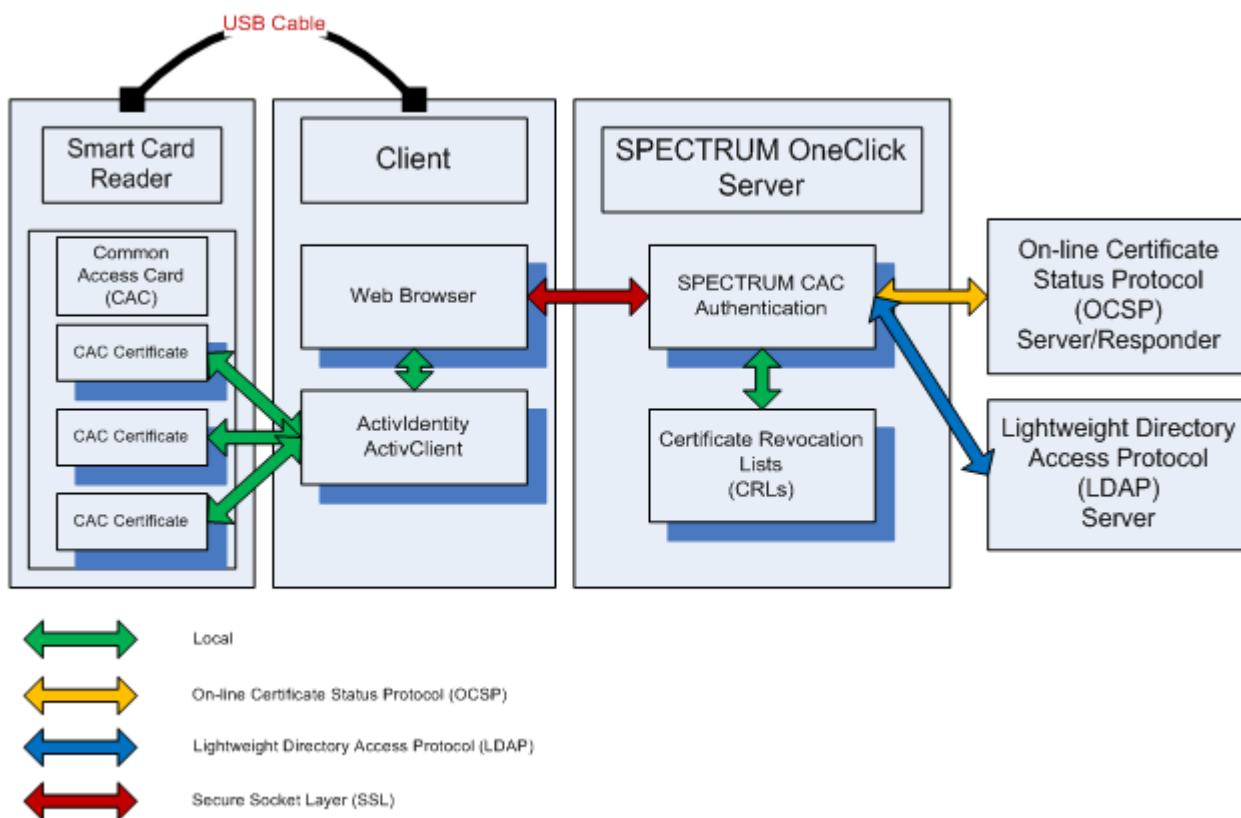 USB Cable
Smart Card
Reader
Client
SPECTRUM OneClick
Server
Common
Access Card
(CAC)
CAC Certificate
CAC Certificate
CAC Certificate
Web Browser
ActivIdentity
ActivClient
SPECTRUM CAC
Authentication
Certificate Revocation
Lists
(CRLs)
On-line Certificate
Status Protocol
(OCSP)
Server/Responder
Lightweight Directory
Access Protocol
(LDAP)
Server
Local
On-line Certificate Status Protocol (OCSP)
Lightweight Directory Access Protocol (LDAP)
Secure Socket Layer (SSL)